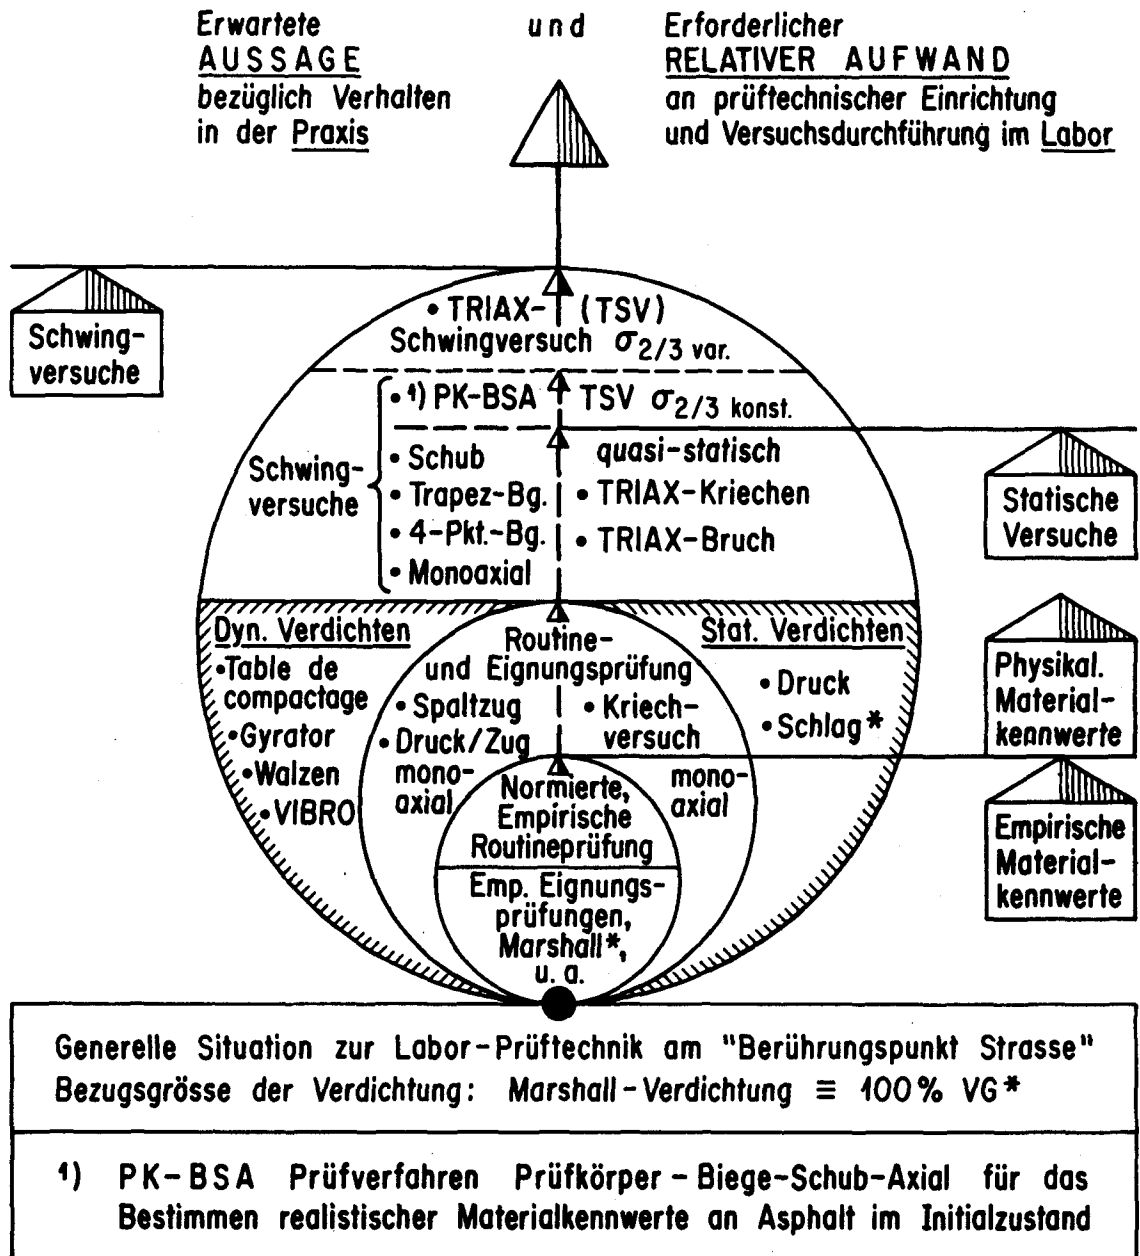 Erwartete
AUSSAGE
bezüglich Verhalten
in der Praxis
und
Erforderlicher
RELATIVER AUFWAND
an prüftechnischer Einrichtung
und Versuchsdurchführung im Labor
Schwing-
versuche
• TRIAX- (TSV)
Schwingversuch σ2/3 var.
• 1) PK-BSA
TSV σ2/3 konst.
Schwing-
versuche
• Schub
• Trapez-Bg.
• 4-Pkt.-Bg.
• Monoaxial
quasi-statisch
• TRIAX-Kriechen
• TRIAX-Bruch
Statische
Versuche
Dyn. Verdichten
• Table de
compactage
• Gyrator
• Walzen
• VIBRO
Routine-
und Eignungsprüfung
• Spaltzug
• Druck/Zug
mono-
axial
• Kriech-
versuch
mono-
axial
Stat. Verdichten
• Druck
• Schlag*
Physikal.
Material-
kennwerte
Normierte,
Empirische
Routineprüfung
Emp. Eignungs-
prüfungen,
Marshall*,
u. a.
Empirische
Material-
kennwerte
Generelle Situation zur Labor-Prüftechnik am "Berührungspunkt Strasse"
Bezugsgrösse der Verdichtung: Marshall-Verdichtung ≡ 100% VG*
1) PK-BSA Prüfverfahren Prüfkörper-Biege-Schub-Axial für das
Bestimmen realistischer Materialkennwerte an Asphalt im Initialzustand